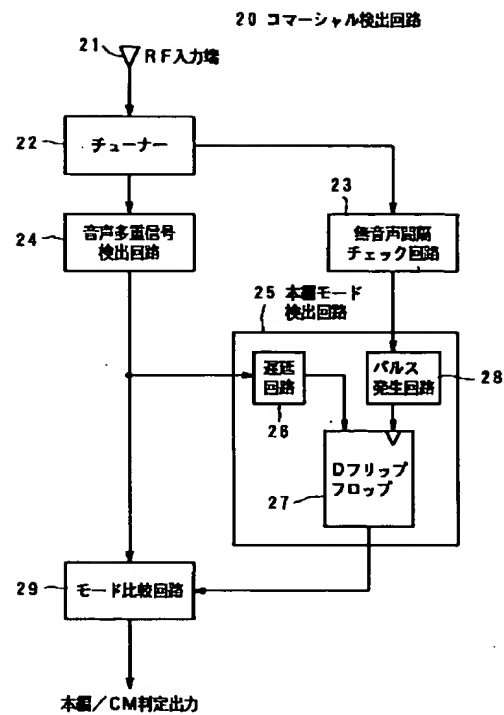 20 コマーシャル検出回路
21
RF入力端
22
チューナー
23
24
音声多重信号
検出回路
無音声間隔
チェック回路
25 本編モード
検出回路
遅延
回路
26
パルス
発生回路
28
Dフリップ
フロップ
27
29
モード比較回路
本編/CM判定出力